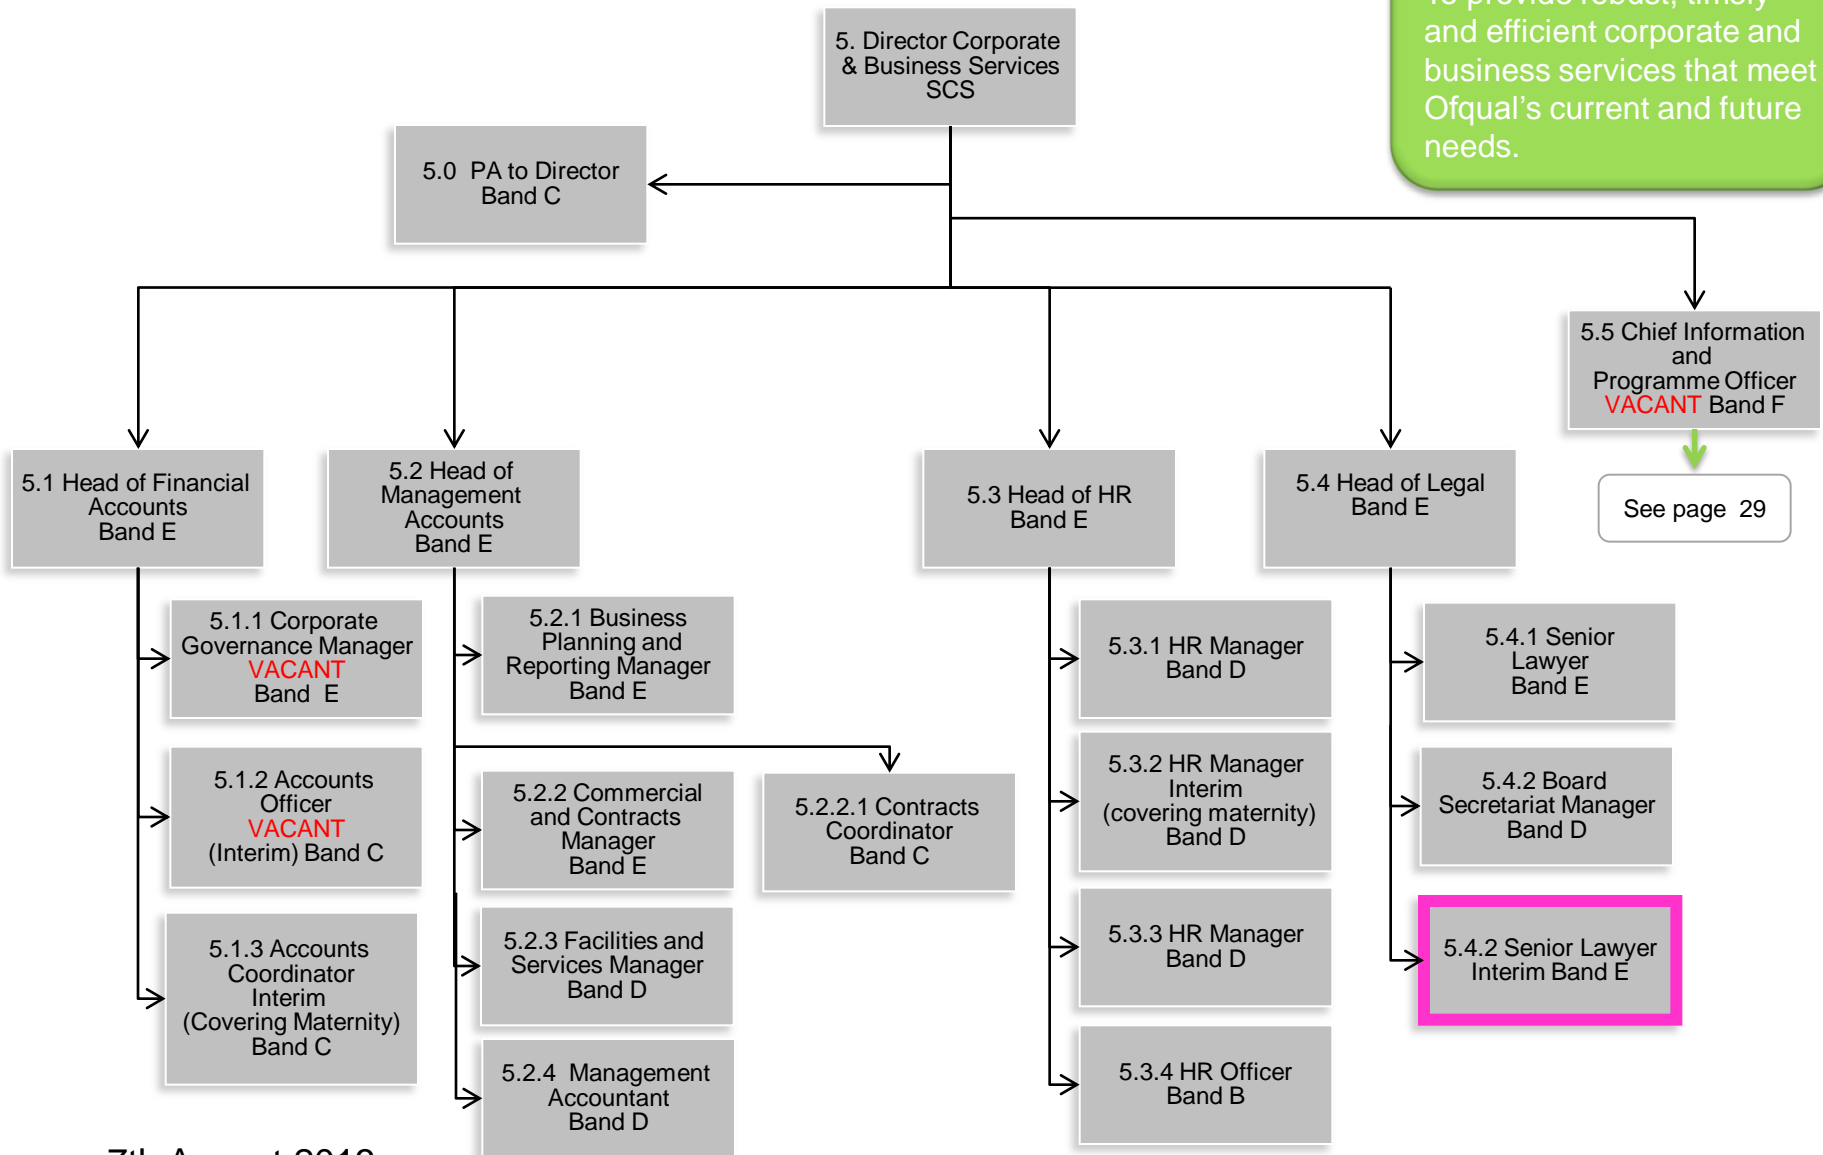 To provide robust, timely
and efficient corporate and
business services that meet
Ofqual's current and future
needs.
5. Director Corporate
& Business Services
SCS
5.0 PA to Director
Band C
5.5 Chief Information
and
Programme Officer
VACANT Band F
See page 29
5.1 Head of Financial
Accounts
Band E
5.2 Head of
Management
Accounts
Band E
5.3 Head of HR
Band E
5.4 Head of Legal
Band E
5.1.1 Corporate
Governance Manager
VACANT
Band E
5.1.2 Accounts
Officer
VACANT
(Interim) Band C
5.1.3 Accounts
Coordinator
Interim
(Covering Maternity)
Band C
5.2.1 Business
Planning and
Reporting Manager
Band E
5.2.2 Commercial
and Contracts
Manager
Band E
5.2.2.1 Contracts
Coordinator
Band C
5.2.3 Facilities and
Services Manager
Band D
5.2.4 Management
Accountant
Band D
5.3.1 HR Manager
Band D
5.3.2 HR Manager
Interim
(covering maternity)
Band D
5.3.3 HR Manager
Band D
5.3.4 HR Officer
Band B
5.4.1 Senior
Lawyer
Band E
5.4.2 Board
Secretariat Manager
Band D
5.4.2 Senior Lawyer
Interim Band E
7th August